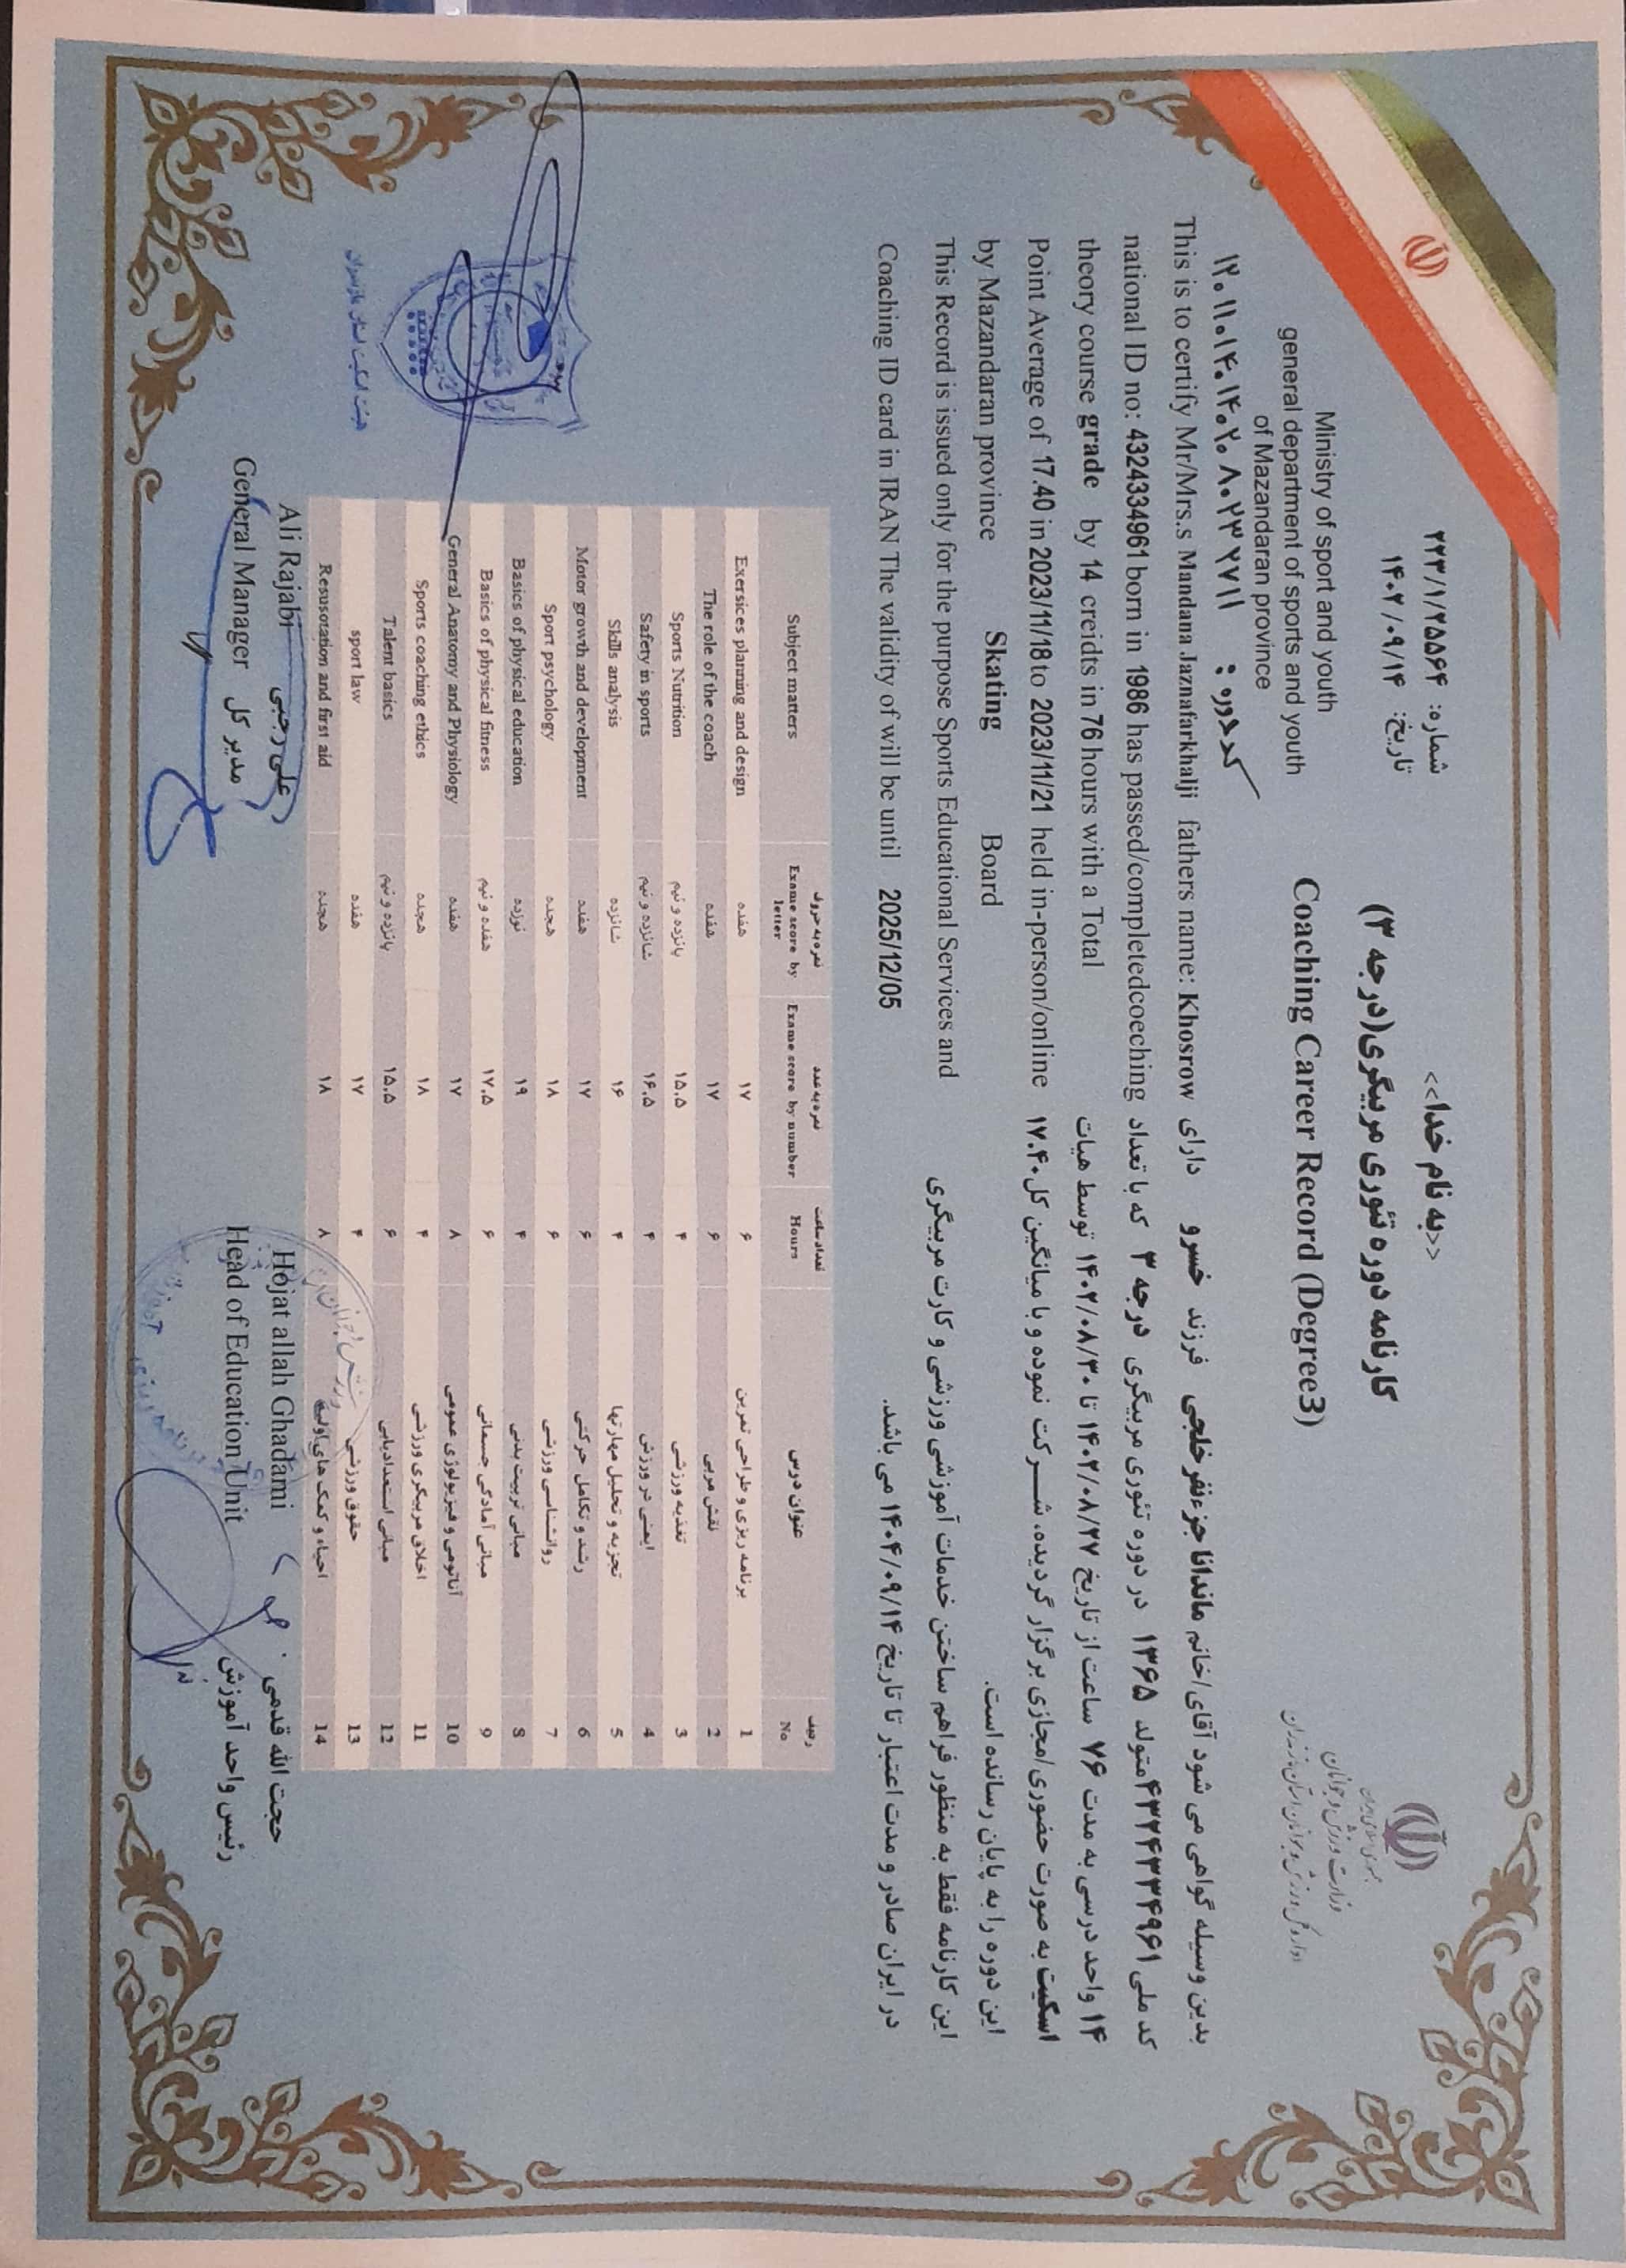 <<به نام خدا>>
کارنامه دوره تئوری مربیگری(درجه ۳)
Coaching Career Record (Degree3)
شماره: ۲۲۳/۱/۲۵۵۶۴
تاریخ: ۱۴۰۲/۰۹/۱۴
Ministry of sport and youth
general department of sports and youth
of Mazandaran province
کد دوره : ۱۲۰۱۱۰۱۴۰۱۴۰۲۰۸۰۲۳۷۷۱۱
وزارت ورزش و جوانان
اداره کل ورزش و جوانان استان مازندران
This is to certify Mr/Mrs.s Mandana Jaznafarkhalji fathers name: Khosrow
national ID no: 4324334961 born in 1986 has passed/completedcoeching
theory course grade by 14 creidts in 76 hours with a Total
Point Average of 17.40 in 2023/11/18 to 2023/11/21 held in-person/online
by Mazandaran province Skating Board
This Record is issued only for the purpose Sports Educational Services and
Coaching ID card in IRAN The validity of will be until 2025/12/05
بدین وسیله گواهی می شود آقای/خانم ماندانا جزءنفرخلجی فرزند خسرو دارای
کد ملی ۴۳۲۴۳۳۴۹۶۱ متولد ۱۳۶۵ در دوره تئوری مربیگری درجه ۳ که با تعداد
۱۴ واحد درسی به مدت ۷۶ ساعت از تاریخ ۱۴۰۲/۰۸/۲۷ تا ۱۴۰۲/۰۸/۳۰ توسط هیات
اسکیت به صورت حضوری/مجازی برگزار گردیده، شرکت نموده و با میانگین کل ۱۷.۴۰
این دوره را به پایان رسانده است.
این کارنامه فقط به منظور فراهم ساختن خدمات آموزشی ورزشی و کارت مربیگری
در ایران صادر و مدت اعتبار تا تاریخ ۱۴۰۴/۰۹/۱۴ می باشد.
نمره به حروف نمره به عدد تعداد ساعت عنوان درس ردیف
Subject matters Exame score by letter Exame score by number Hours No
Exersices planning and design هفده ۱۷ ۶ برنامه ریزی و طراحی تمرین 1
The role of the coach هفده ۱۷ ۶ نقش مربی 2
Sports Nutrition پانزده و نیم ۱۵.۵ ۴ تغذیه ورزشی 3
Safety in sports شانزده و نیم ۱۶.۵ ۴ ایمنی در ورزش 4
Skills analysis شانزده ۱۶ ۴ تجزیه و تحلیل مهارتها 5
Motor growth and development هفده ۱۷ ۶ رشد و تکامل حرکتی 6
Sport psychology هجده ۱۸ ۶ روانشناسی ورزشی 7
Basics of physical education نوزده ۱۹ ۴ مبانی تربیت بدنی 8
Basics of physical fitness هفده و نیم ۱۷.۵ ۶ مبانی آمادگی جسمانی 9
General Anatomy and Physiology هفده ۱۷ ۸ آناتومی و فیزیولوژی عمومی 10
Sports coaching ethics هجده ۱۸ ۴ اخلاق مربیگری ورزشی 11
Talent basics پانزده و نیم ۱۵.۵ ۶ مبانی استعدادیابی 12
sport law هفده ۱۷ ۴ حقوق ورزشی 13
Resusotation and first aid هجده ۱۸ ۸ احیاء و کمک های اولیه 14
هیئت اسکیت استان مازندران
Ali Rajabi علی رجبی
General Manager مدیر کل
Hojat allah Ghadami حجت الله قدمی
Head of Education Unit رئیس واحد آموزش